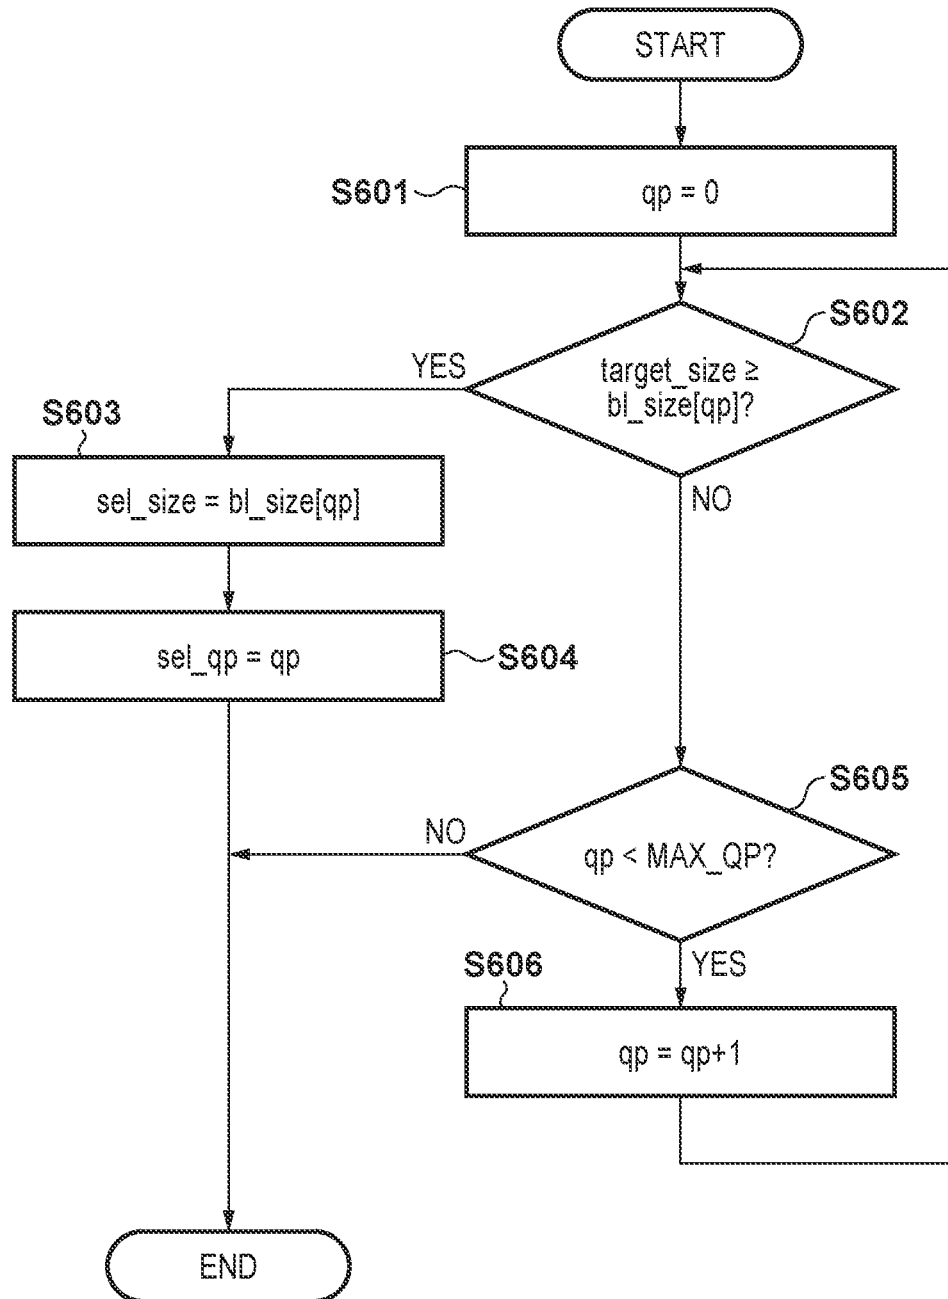 START
S601
qp = 0
S602
YES
target_size ≥
bl_size[qp]?
S603
NO
sel_size = bl_size[qp]
sel_qp = qp
S604
S605
NO
qp < MAX_QP?
S606
YES
qp = qp+1
END